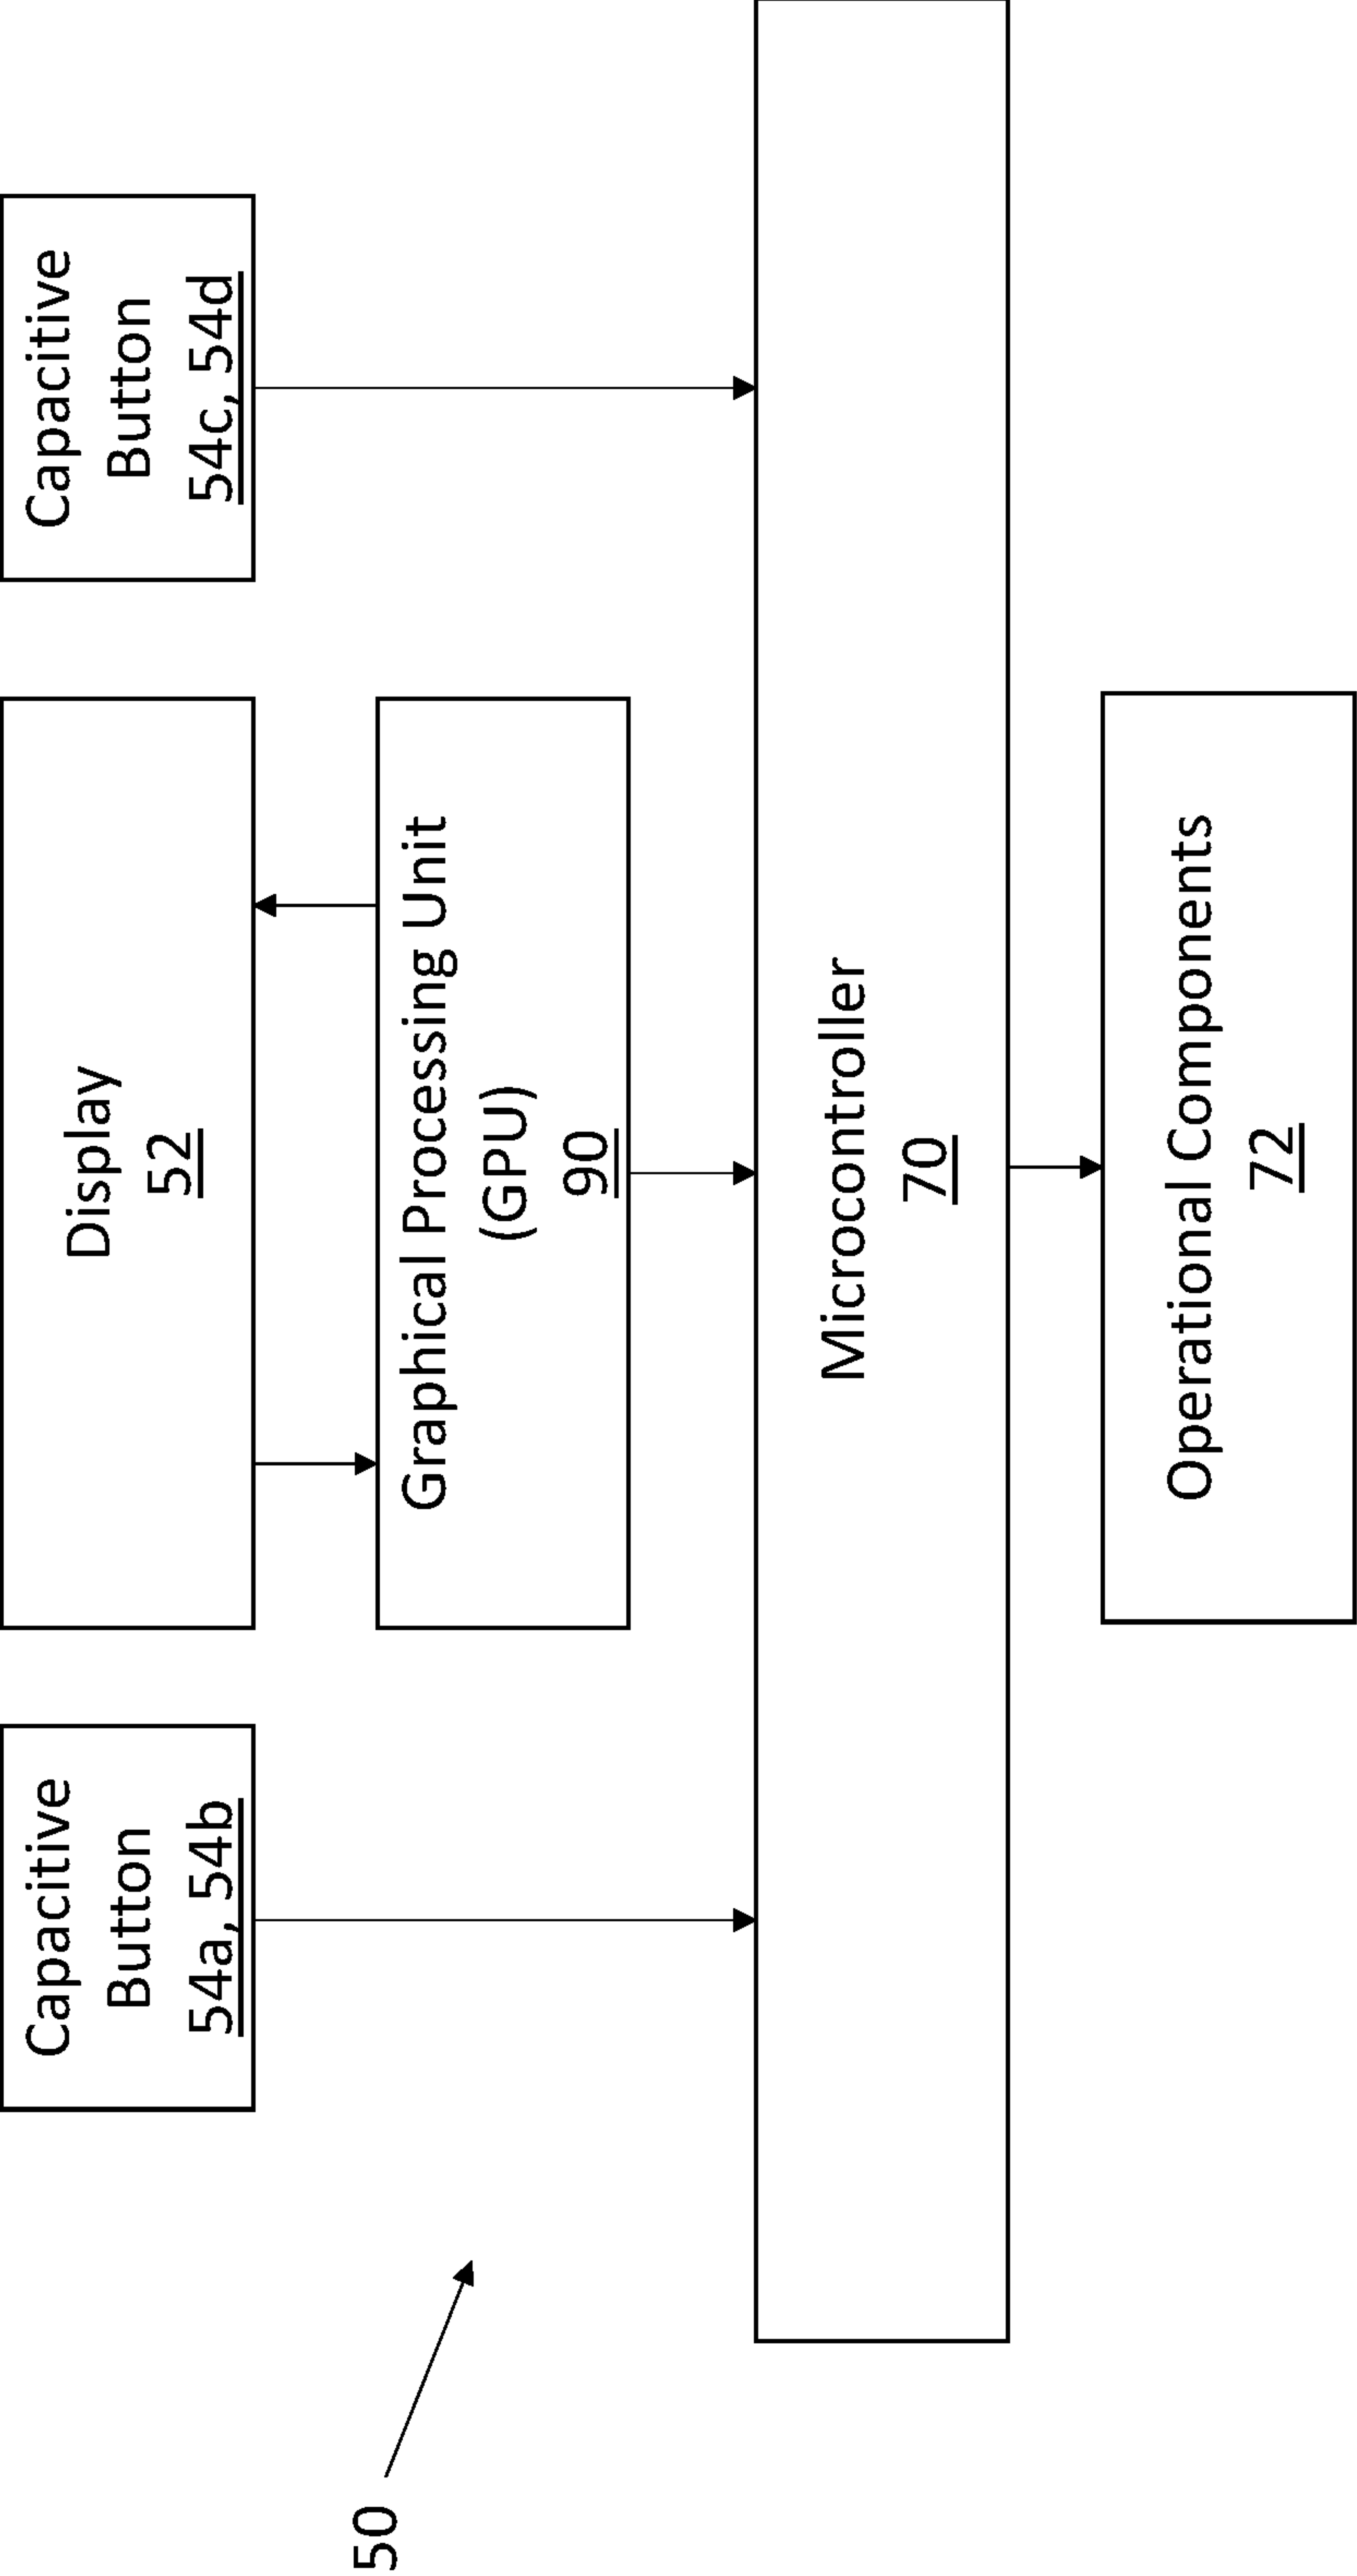 Capacitive
Button
54a, 54b
Display
52
Capacitive
Button
54c, 54d
Graphical Processing Unit
(GPU)
90
50
Microcontroller
70
Operational Components
72